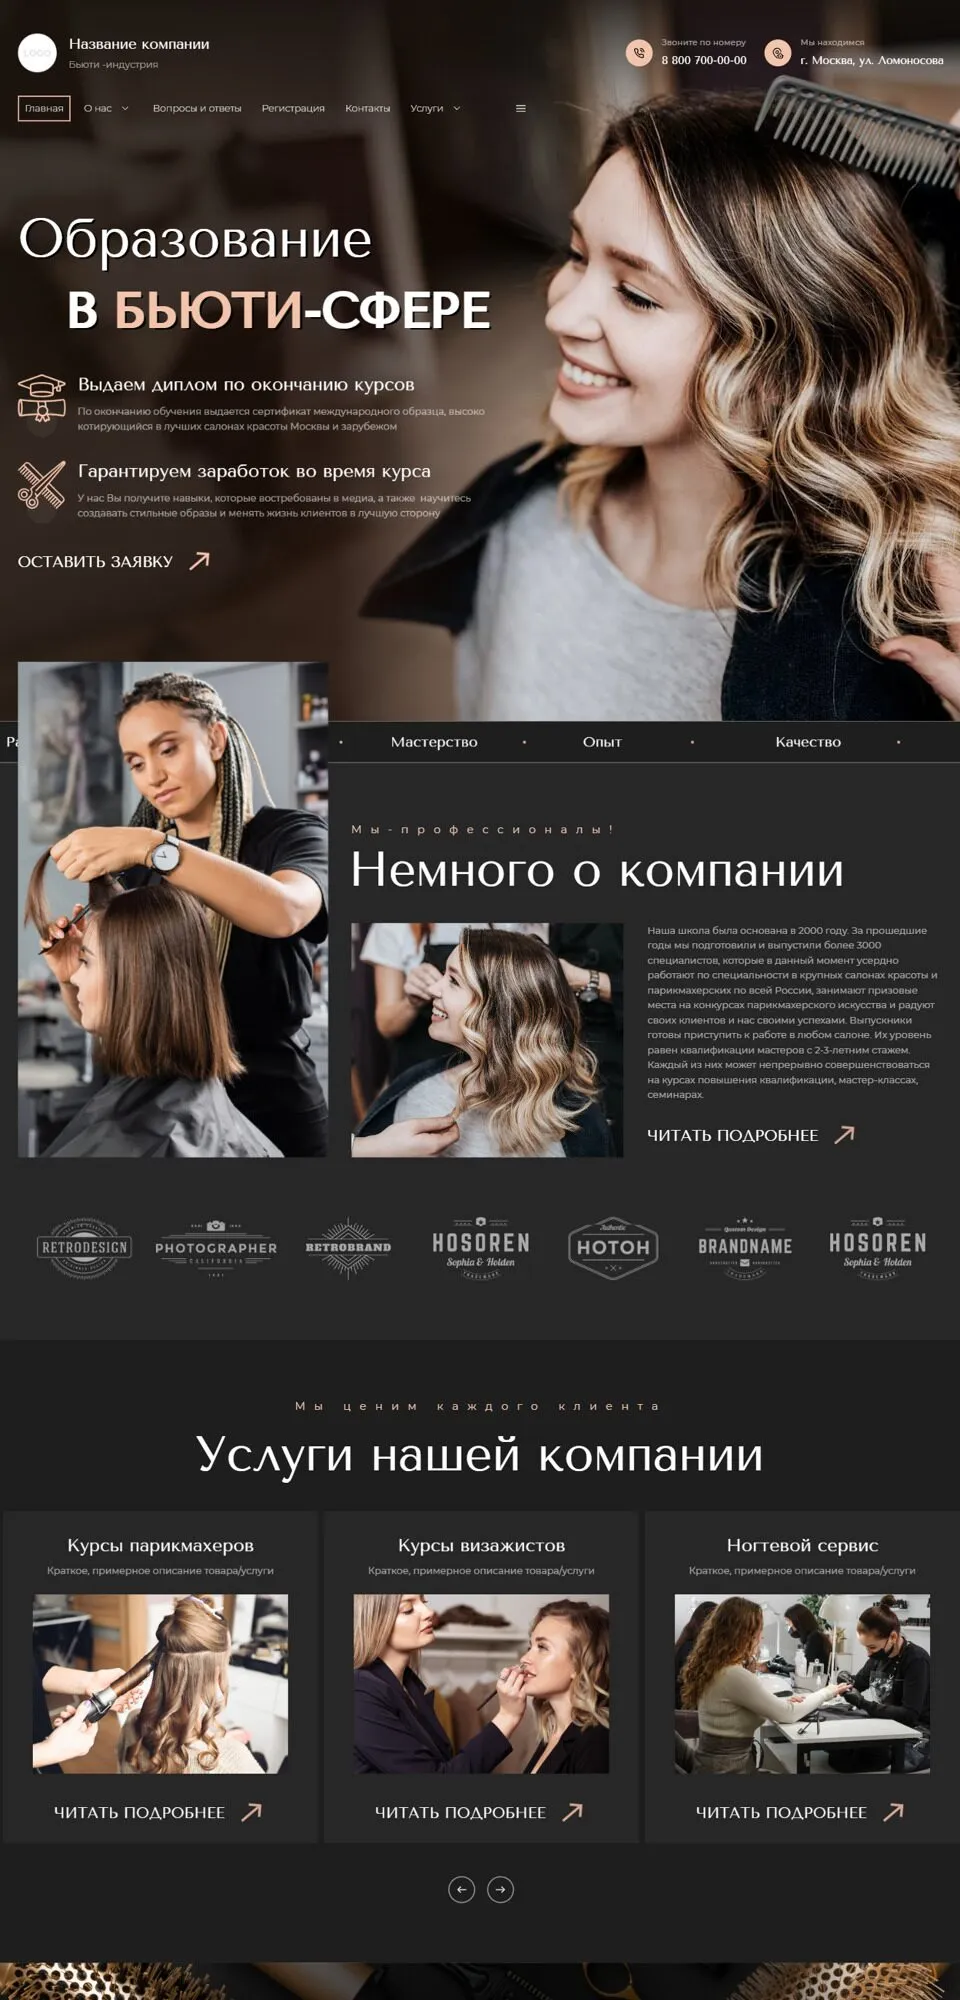 LOGO
Название компании
Бьюти -индустрия
Звоните по номеру
8 800 700-00-00
Мы находимся
г. Москва, ул. Ломоносова
Главная
О нас
Вопросы и ответы
Регистрация
Контакты
Услуги
Образование
В БЬЮТИ-СФЕРЕ
Выдаем диплом по окончанию курсов
По окончанию обучения выдается сертификат международного образца, высоко
котирующийся в лучших салонах красоты Москвы и зарубежом
Гарантируем заработок во время курса
У нас Вы получите навыки, которые востребованы в медиа, а также научитесь
создавать стильные образы и менять жизнь клиентов в лучшую сторону
ОСТАВИТЬ ЗАЯВКУ
Мастерство • Опыт • Качество •
Мы-профессионалы!
Немного о компании
Наша школа была основана в 2000 году. За прошедшие
годы мы подготовили и выпустили более 3000
специалистов, которые в данный момент усердно
работают по специальности в крупных салонах красоты и
парикмахерских по всей России, занимают призовые
места на конкурсах парикмахерского искусства и радуют
своих клиентов и нас своими успехами. Выпускники
готовы приступить к работе в любом салоне. Их уровень
равен квалификации мастеров с 2-3-летним стажем.
Каждый из них может непрерывно совершенствоваться
на курсах повышения квалификации, мастер-классах,
семинарах.
ЧИТАТЬ ПОДРОБНЕЕ
RETRODESIGN
PHOTOGRAPHER
CALIFORNIA
RETROBRAND
HOSOREN
Sophia & Holden
TRADEMARK
Authentic
HOTOH
Quorum Design
BRANDNAME
HOSOREN
Sophia & Holden
TRADEMARK
Мы ценим каждого клиента
Услуги нашей компании
Курсы парикмахеров
Краткое, примерное описание товара/услуги
ЧИТАТЬ ПОДРОБНЕЕ
Курсы визажистов
Краткое, примерное описание товара/услуги
ЧИТАТЬ ПОДРОБНЕЕ
Ногтевой сервис
Краткое, примерное описание товара/услуги
ЧИТАТЬ ПОДРОБНЕЕ